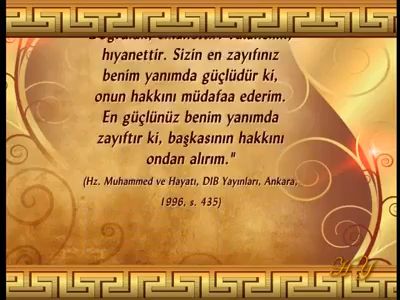 hıyanettir. Sizin en zayıfınız
benim yanımda güçlüdür ki,
onun hakkını müdafaa ederim.
En güçlünüz benim yanımda
zayıftır ki, başkasının hakkını
ondan alırım."
(Hz. Muhammed ve Hayatı, DIB Yayınları, Ankara,
1996, s. 435)